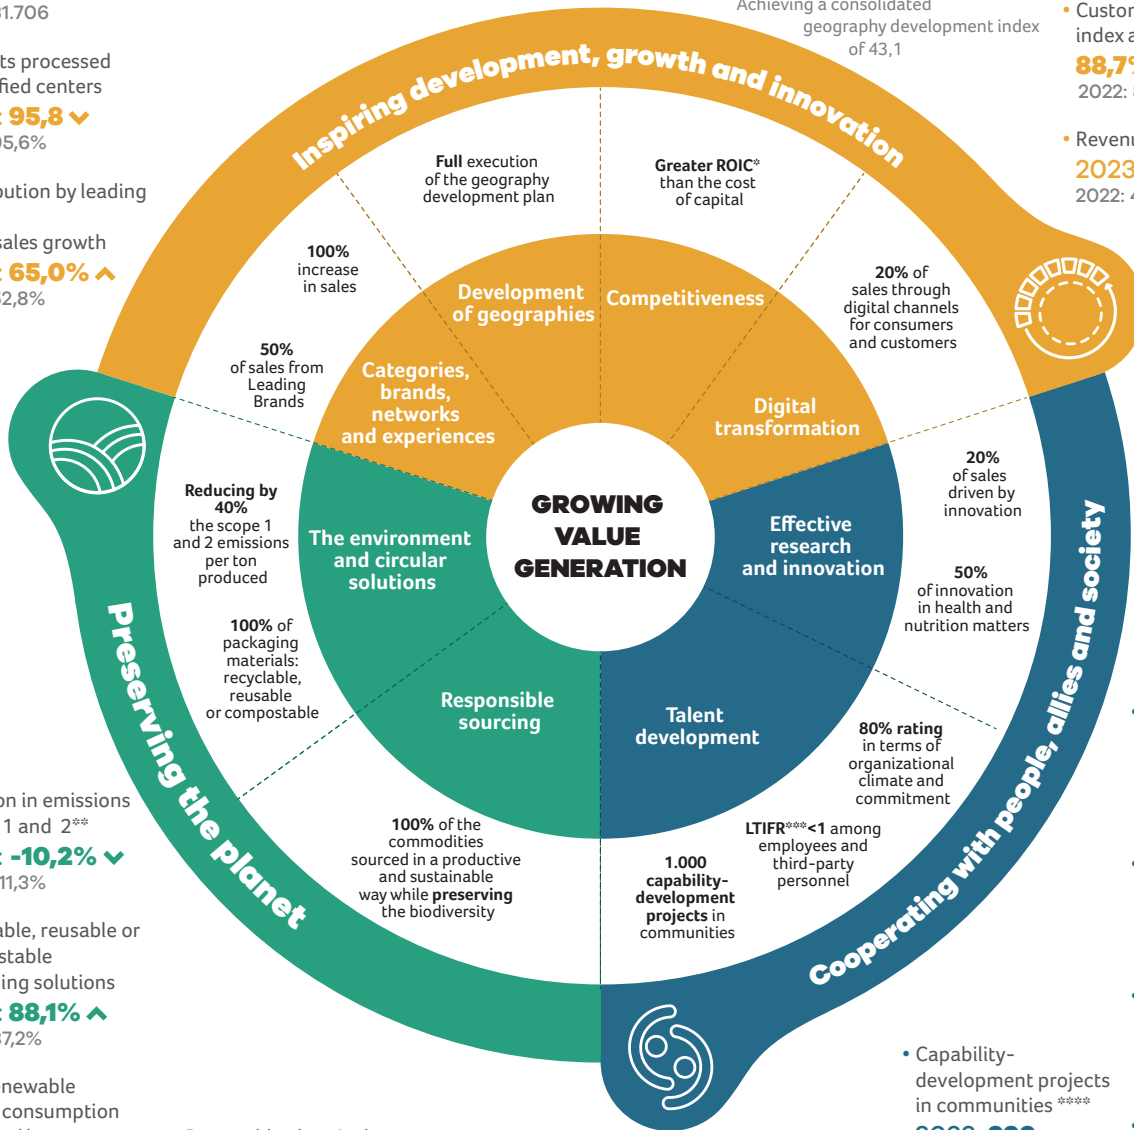 Achieving a consolidated
geography development index
of 43,1
ts processed
fied centers
95,8
95,6%
bution by leading
sales growth
65,0%
52,8%
index a
88,7%
2022:
2023
2022:
Inspiring development, growth and innovation
Full execution
of the geography
development plan
Greater ROIC*
than the cost
of capital
100%
increase
in sales
20% of
sales through
digital channels
for consumers
and customers
50%
of sales from
Leading
Brands
Development
of geographies
Competitiveness
Categories,
brands,
networks
and experiences
Digital
transformation
GROWING
VALUE
GENERATION
20%
of sales
driven by
innovation
Reducing by
40%
the scope 1
and 2 emissions
per ton
produced
The environment
and circular
solutions
Effective
research
and innovation
50%
of innovation
in health and
nutrition matters
100% of
packaging
materials:
recyclable,
reusable
or compostable
Responsible
sourcing
Talent
development
80% rating
in terms of
organizational
climate and
commitment
100% of the
commodities
sourced in a productive
and sustainable
way while preserving
the biodiversity
LTIFR***<1 among
employees and
third-party
personnel
1.000
capability-
development
projects in
communities
Preserving the planet
Cooperating with people, allies and society
on in emissions
1 and 2**
: -10,2%
11,3%
able, reusable or
stable
ing solutions
: 88,1%
87,2%
newable
consumption
• Capability-
development projects
in communities ****